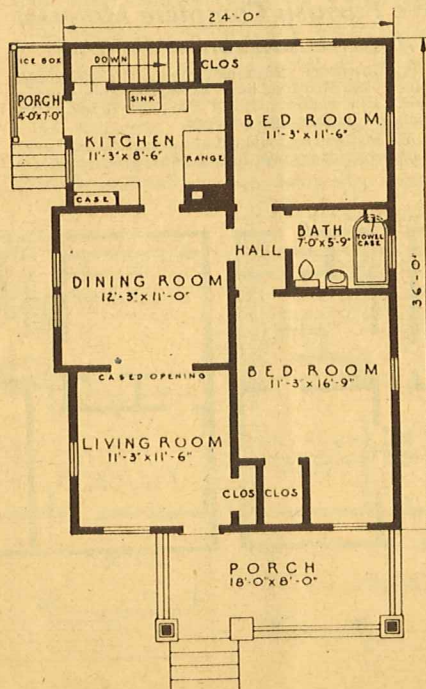 24'-0"
ICE BOX
DOWN
CLOS
PORCH
4'-0"x7'-0"
SINK
BED ROOM
11'-3"x11'-6"
KITCHEN
11'-3"x8'-6"
RANGE
CASE
BATH
7'-0"x5'-9"
TOWEL
CASE
HALL
36'-0"
DINING ROOM
12'-3"x11'-0"
CASED OPENING
BED ROOM
11'-3"x16'-9"
LIVING ROOM
11'-3"x11'-6"
CLOS
CLOS
PORCH
18'-0"x8'-0"